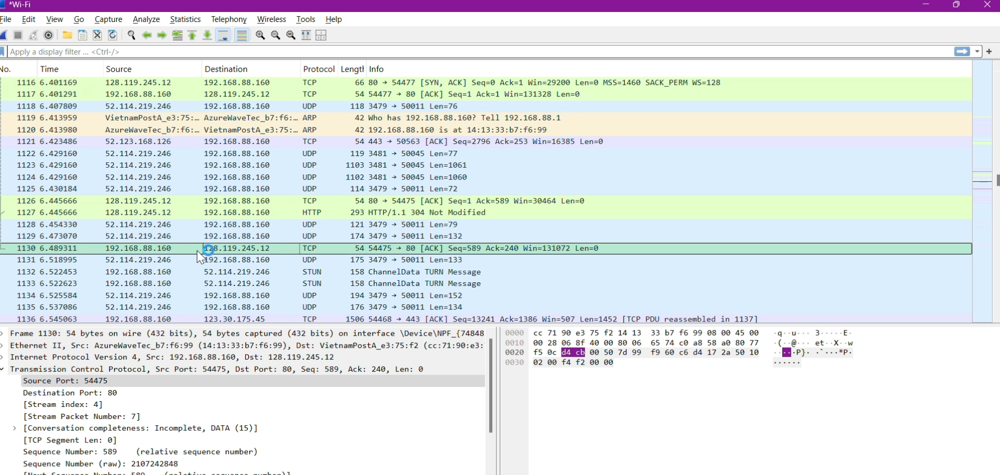 *Wi-Fi
File Edit View Go Capture Analyze Statistics Telephony Wireless Tools Help
Apply a display filter ... <Ctrl-/>
No. Time Source Destination Protocol Length Info
1116 6.401169 128.119.245.12 192.168.88.160 TCP 66 80 → 54477 [SYN, ACK] Seq=0 Ack=1 Win=29200 Len=0 MSS=1460 SACK_PERM WS=128
1117 6.401291 192.168.88.160 128.119.245.12 TCP 54 54477 → 80 [ACK] Seq=1 Ack=1 Win=131328 Len=0
1118 6.407809 52.114.219.246 192.168.88.160 UDP 118 3479 → 50011 Len=76
1119 6.413959 VietnamPostA_e3:75:… AzureWaveTec_b7:f6:… ARP 42 Who has 192.168.88.160? Tell 192.168.88.1
1120 6.413980 AzureWaveTec_b7:f6:… VietnamPostA_e3:75:… ARP 42 192.168.88.160 is at 14:13:33:b7:f6:99
1121 6.423486 52.123.168.126 192.168.88.160 TCP 54 443 → 50563 [ACK] Seq=2796 Ack=253 Win=16385 Len=0
1122 6.429160 52.114.219.246 192.168.88.160 UDP 119 3481 → 50045 Len=77
1123 6.429160 52.114.219.246 192.168.88.160 UDP 1103 3481 → 50045 Len=1061
1124 6.429160 52.114.219.246 192.168.88.160 UDP 1102 3481 → 50045 Len=1060
1125 6.430184 52.114.219.246 192.168.88.160 UDP 114 3479 → 50011 Len=72
1126 6.445666 128.119.245.12 192.168.88.160 TCP 54 80 → 54475 [ACK] Seq=1 Ack=589 Win=30464 Len=0
1127 6.445666 128.119.245.12 192.168.88.160 HTTP 293 HTTP/1.1 304 Not Modified
1128 6.454330 52.114.219.246 192.168.88.160 UDP 121 3479 → 50011 Len=79
1129 6.473070 52.114.219.246 192.168.88.160 UDP 174 3479 → 50011 Len=132
1130 6.489311 192.168.88.160 128.119.245.12 TCP 54 54475 → 80 [ACK] Seq=589 Ack=240 Win=131072 Len=0
1131 6.518995 52.114.219.246 192.168.88.160 UDP 175 3479 → 50011 Len=133
1132 6.522453 192.168.88.160 52.114.219.246 STUN 158 ChannelData TURN Message
1133 6.522623 192.168.88.160 52.114.219.246 STUN 158 ChannelData TURN Message
1134 6.525584 52.114.219.246 192.168.88.160 UDP 194 3479 → 50011 Len=152
1135 6.537086 52.114.219.246 192.168.88.160 UDP 176 3479 → 50011 Len=134
1136 6.545063 192.168.88.160 123.30.175.45 TCP 1506 54468 → 443 [ACK] Seq=13241 Ack=1386 Win=507 Len=1452 [TCP PDU reassembled in 1137]
Frame 1130: 54 bytes on wire (432 bits), 54 bytes captured (432 bits) on interface \Device\NPF_{74848
Ethernet II, Src: AzureWaveTec_b7:f6:99 (14:13:33:b7:f6:99), Dst: VietnamPostA_e3:75:f2 (cc:71:90:e3:
Internet Protocol Version 4, Src: 192.168.88.160, Dst: 128.119.245.12
Transmission Control Protocol, Src Port: 54475, Dst Port: 80, Seq: 589, Ack: 240, Len: 0
Source Port: 54475
Destination Port: 80
[Stream index: 4]
[Stream Packet Number: 7]
[Conversation completeness: Incomplete, DATA (15)]
[TCP Segment Len: 0]
Sequence Number: 589 (relative sequence number)
Sequence Number (raw): 2107242848
[Next Sequence Number: 589 (relative sequence number)]
0000 cc 71 90 e3 75 f2 14 13 33 b7 f6 99 08 00 45 00 ·q··u··· 3·····E·
0010 00 28 06 8f 40 00 80 06 65 74 c0 a8 58 a0 80 77 ·(··@··· et··X··w
0020 f5 0c d4 cb 00 50 7d 99 f9 60 c6 d4 17 2a 50 10 ·····P}· ·`···*P·
0030 02 00 f4 f2 00 00 ······